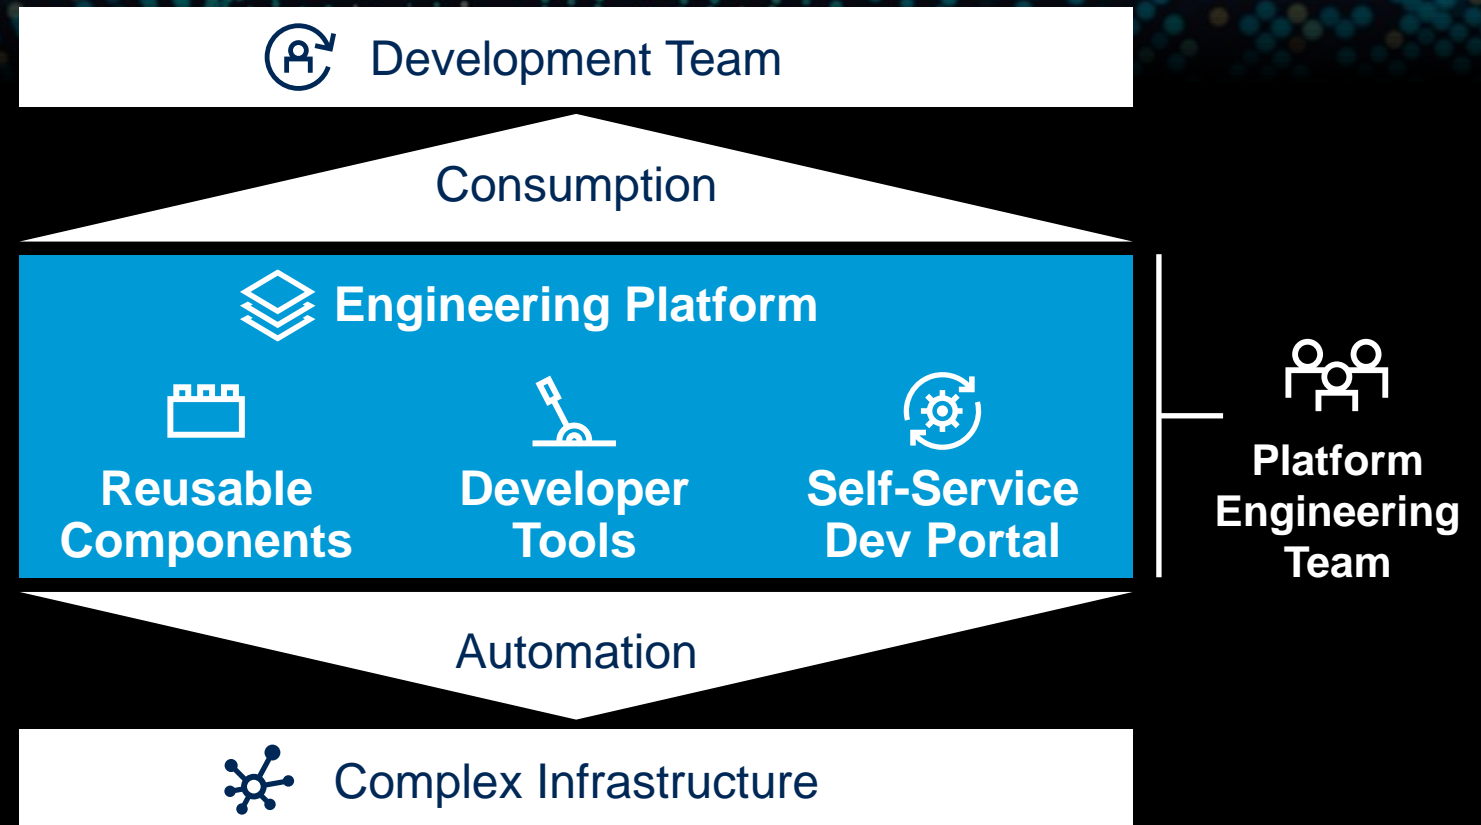 Development Team
Consumption
Engineering Platform
Reusable
Components
Developer
Tools
Self-Service
Dev Portal
Platform
Engineering
Team
Automation
Complex Infrastructure